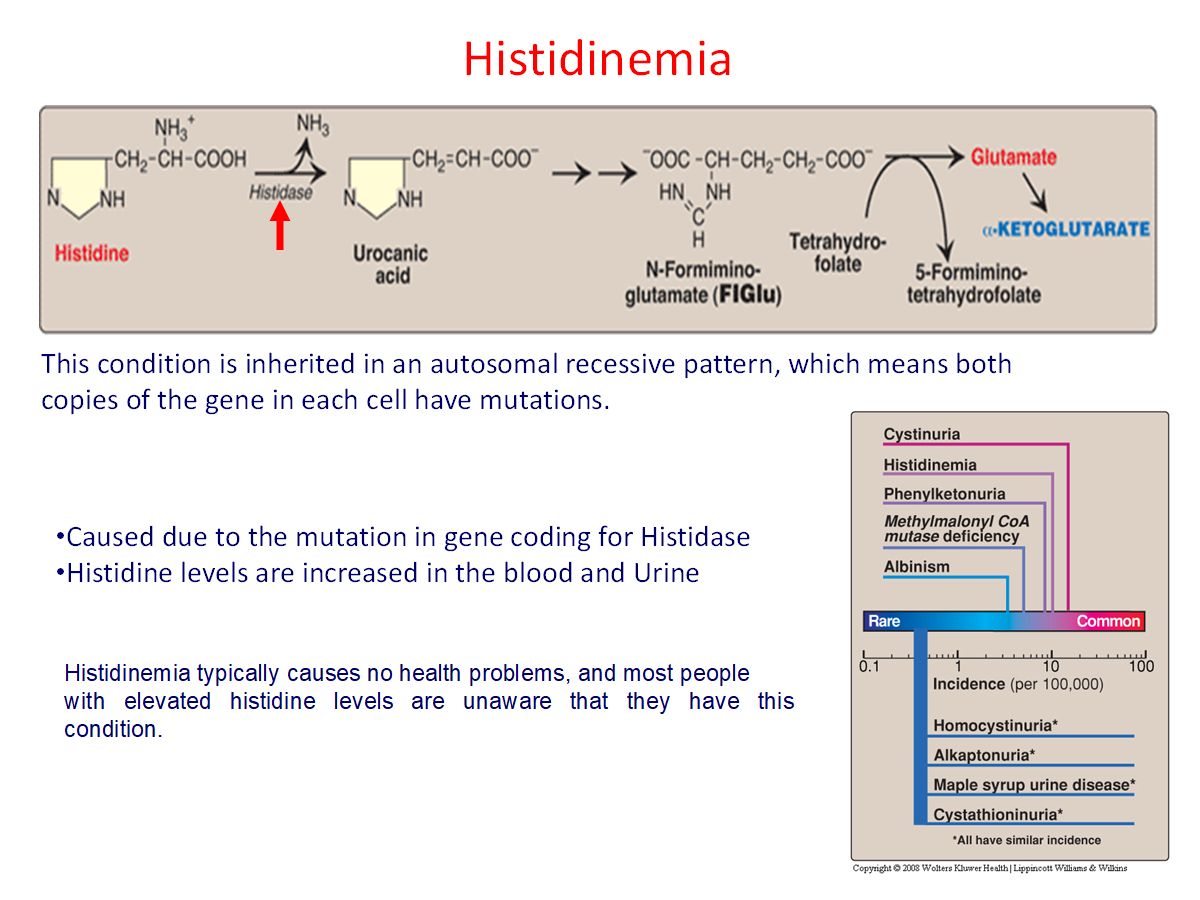 Histidinemia
NH3+
CH2-CH-COOH
NH3
Histidase
N NH
Histidine
CH2=CH-COO-
N NH
Urocanic
acid
-OOC -CH-CH2-CH2-COO-
HN NH
C
H
N-Formimino-
glutamate (FIGlu)
Tetrahydro-
folate
5-Formimino-
tetrahydrofolate
Glutamate
α-KETOGLUTARATE
This condition is inherited in an autosomal recessive pattern, which means both
copies of the gene in each cell have mutations.
•Caused due to the mutation in gene coding for Histidase
•Histidine levels are increased in the blood and Urine
Histidinemia typically causes no health problems, and most people
with elevated histidine levels are unaware that they have this
condition.
Cystinuria
Histidinemia
Phenylketonuria
Methylmalonyl CoA
mutase deficiency
Albinism
Rare Common
0.1 1 10 100
Incidence (per 100,000)
Homocystinuria*
Alkaptonuria*
Maple syrup urine disease*
Cystathioninuria*
*All have similar incidence
Copyright © 2008 Wolters Kluwer Health | Lippincott Williams & Wilkins